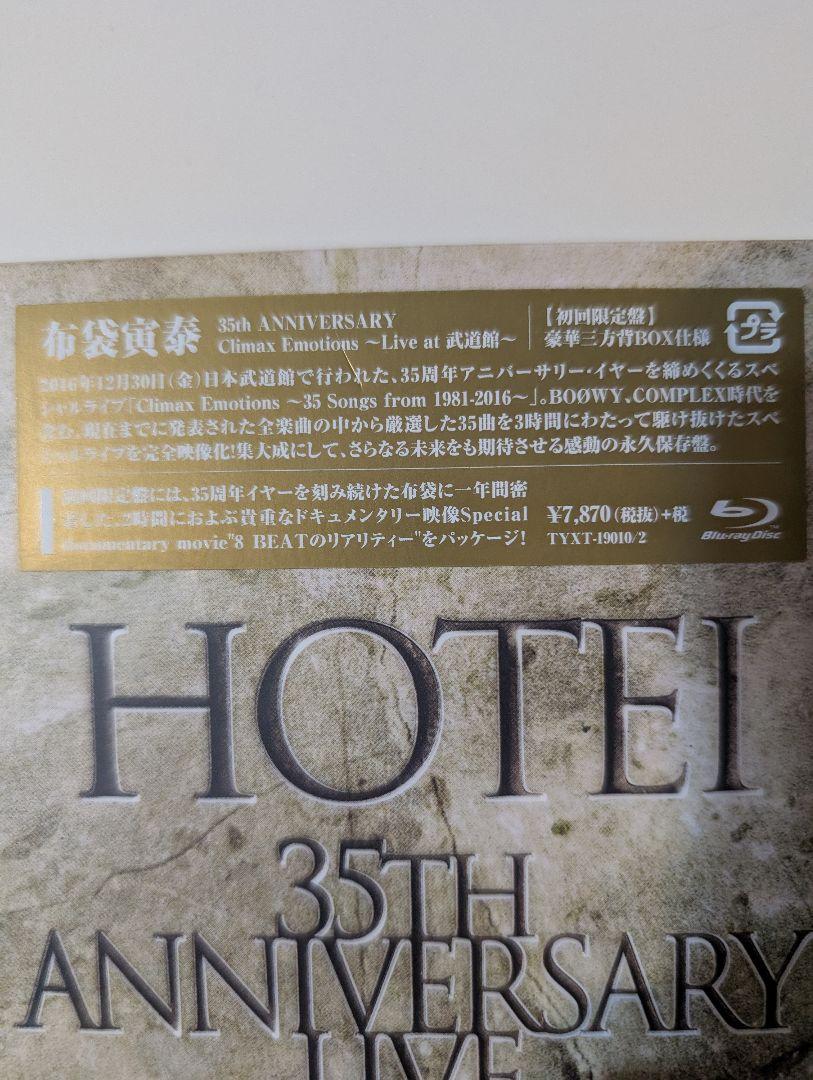 布袋寅泰
35th ANNIVERSARY
Climax Emotions ～Live at 武道館～
【初回限定盤】
豪華三方背BOX仕様
プラ
2016年12月30日(金)日本武道館で行われた、35周年アニバーサリー・イヤーを締めくくるスペ
シャルライブ「Climax Emotions ～35 Songs from 1981-2016～」。BOØWY、COMPLEX時代を
含む、現在までに発表された全楽曲の中から厳選した35曲を3時間にわたって駆け抜けたスペ
シャルライブを完全映像化!集大成にして、さらなる未来をも期待させる感動の永久保存盤。
初回限定盤には、35周年イヤーを刻み続けた布袋に一年間密
着した、2時間におよぶ貴重なドキュメンタリー映像Special
documentary movie"8 BEATのリアリティー"をパッケージ!
¥7,870(税抜)+税
TYXT-19010/2
Blu-ray Disc
HOTEI
35TH
ANNIVERSARY
LIVE